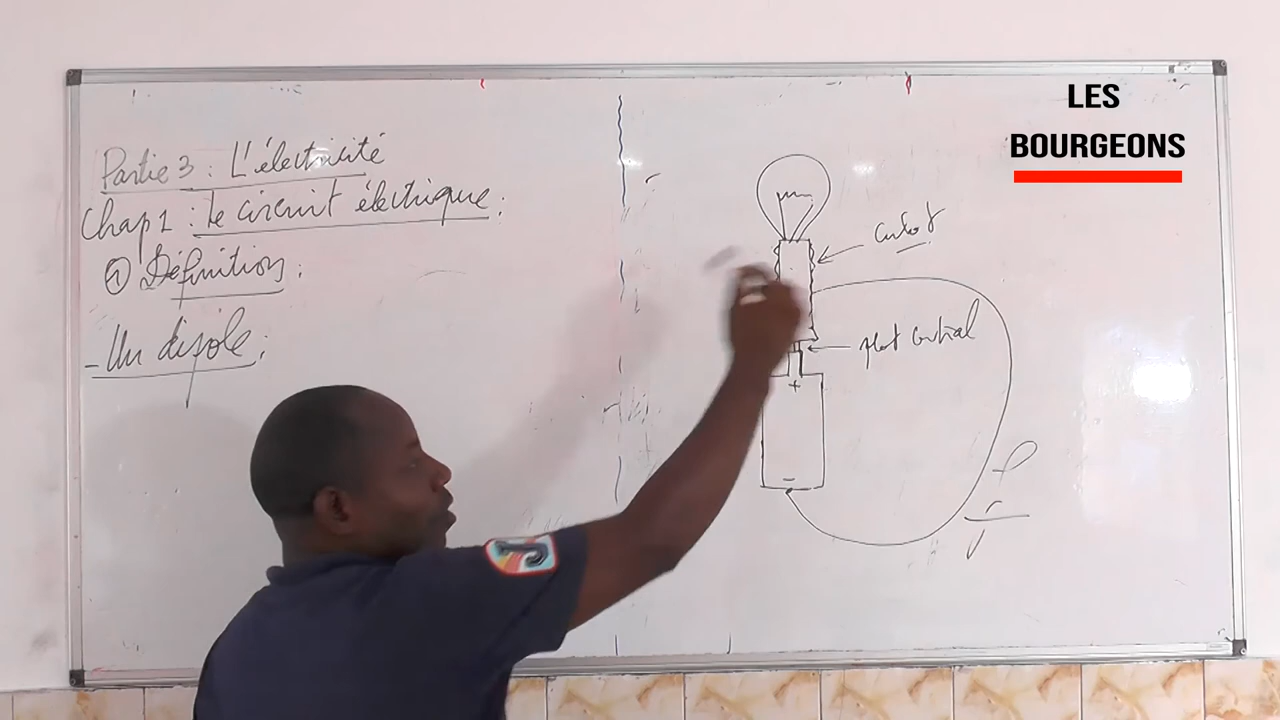 Partie 3 : L'électricité
Chap 1 : Le circuit électrique :
① Définition :
- Un dipôle :
culot
plot central
+
-
LES
BOURGEONS